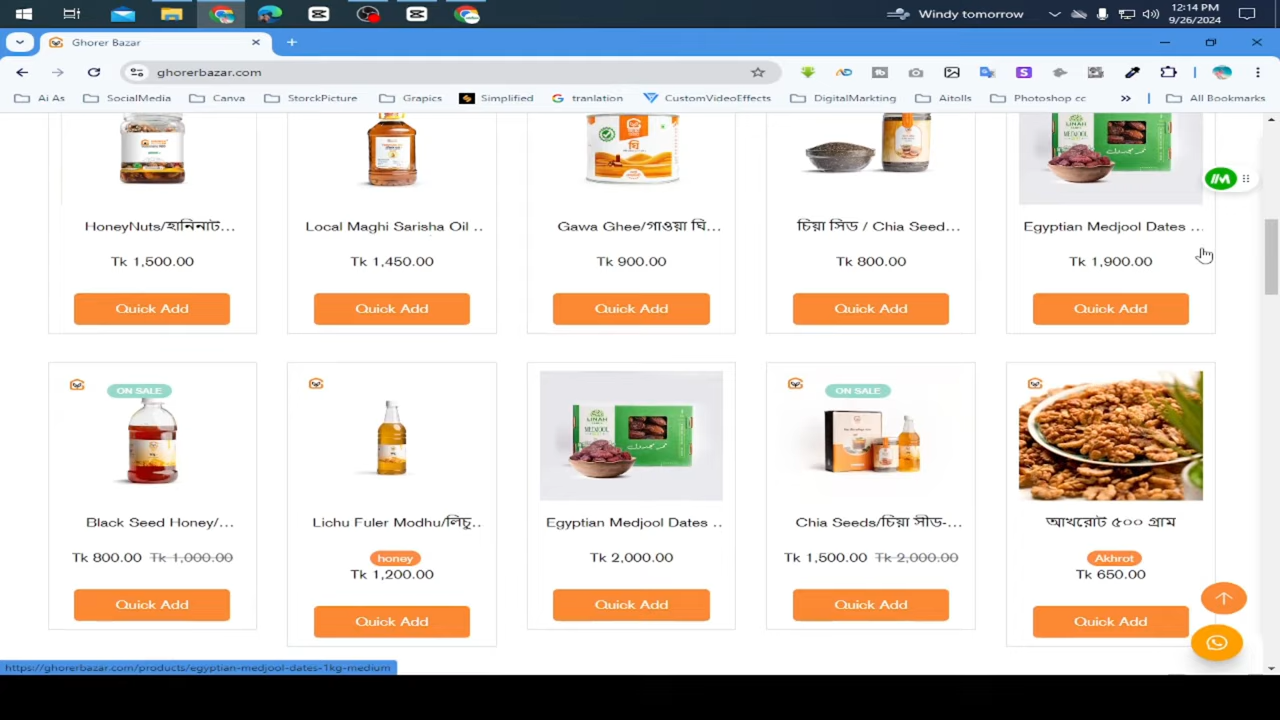 Windy tomorrow
12:14 PM
9/26/2024
Ghorer Bazar
ghorerbazar.com
Ai As
SocialMedia
Canva
StorckPicture
Grapics
Simplified
tranlation
CustomVideoEffects
DigitalMarkting
Aitolls
Photoshop cc
All Bookmarks
HoneyNuts/হানিনাট...
Local Maghi Sarisha Oil ..
Gawa Ghee/গাওয়া ঘি...
চিয়া সিড / Chia Seed...
Egyptian Medjool Dates ...
Tk 1,500.00
Tk 1,450.00
Tk 900.00
Tk 800.00
Tk 1,900.00
Quick Add
Quick Add
Quick Add
Quick Add
Quick Add
ON SALE
ON SALE
LINAH
MEDJOOL
Black Seed Honey/...
Lichu Fuler Modhu/লিচু..
Egyptian Medjool Dates ..
Chia Seeds/চিয়া সীড-...
আখরোট ৫০০ গ্রাম
Tk 800.00 Tk 1,000.00
honey
Tk 1,200.00
Tk 2,000.00
Tk 1,500.00 Tk 2,000.00
Akhrot
Tk 650.00
Quick Add
Quick Add
Quick Add
Quick Add
Quick Add
https://ghorerbazar.com/products/egyptian-medjool-dates-1kg-medium